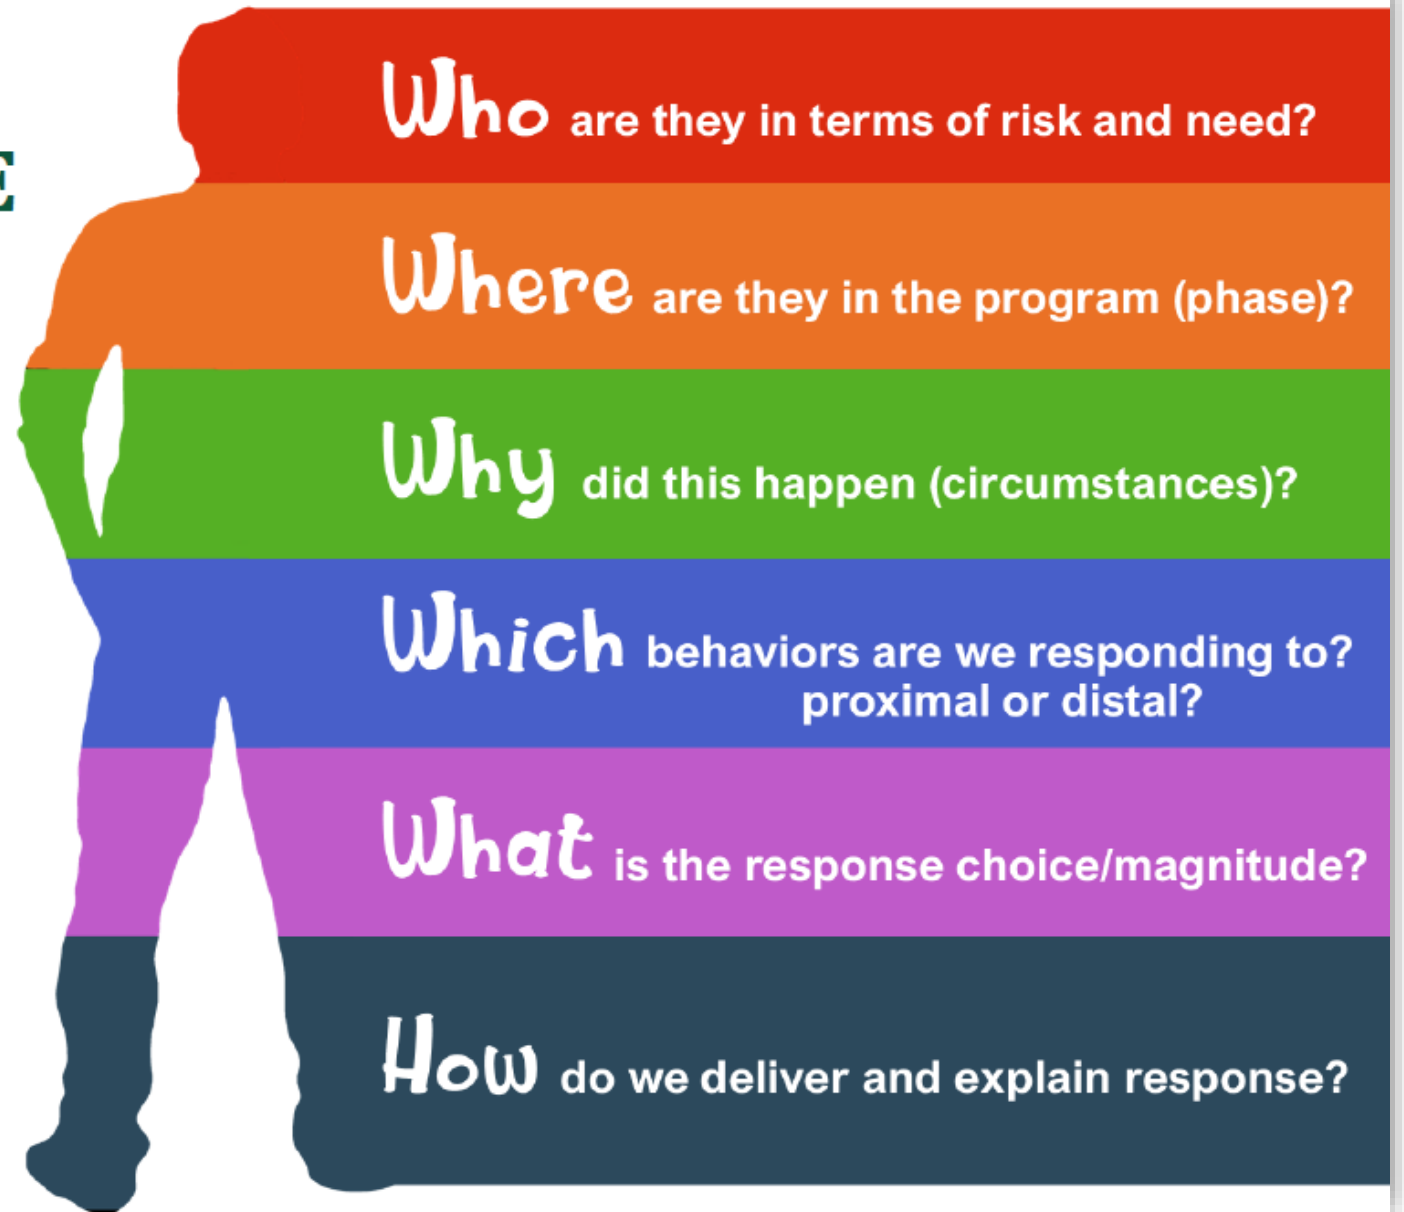 E
Who are they in terms of risk and need?
Where are they in the program (phase)?
Why did this happen (circumstances)?
Which behaviors are we responding to?
proximal or distal?
What is the response choice/magnitude?
How do we deliver and explain response?